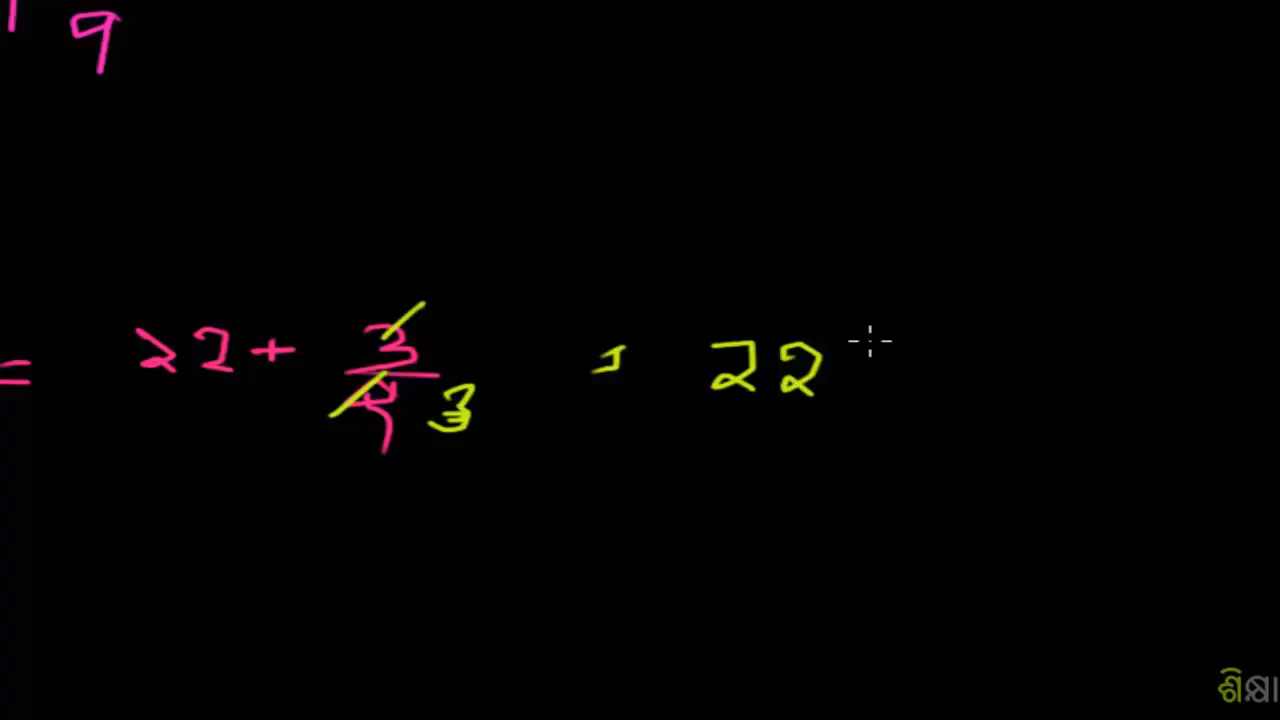 9
= 22 + 3/9 3 = 22
ଶିକ୍ଷା